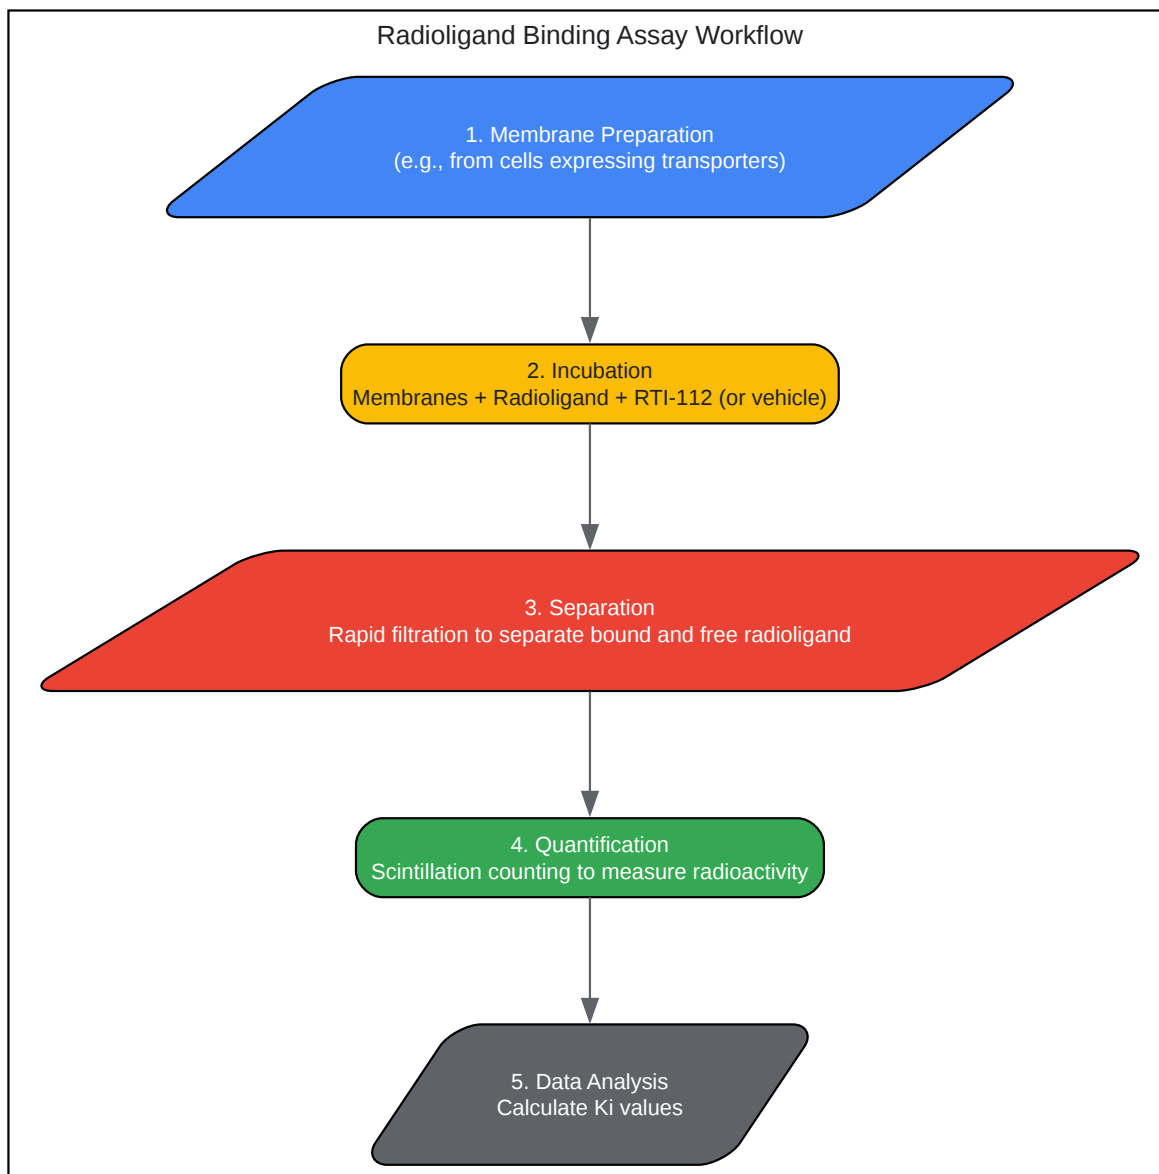 Radioligand Binding Assay Workflow
1. Membrane Preparation
(e.g., from cells expressing transporters)
2. Incubation
Membranes + Radioligand + RTI-112 (or vehicle)
3. Separation
Rapid filtration to separate bound and free radioligand
4. Quantification
Scintillation counting to measure radioactivity
5. Data Analysis
Calculate Ki values